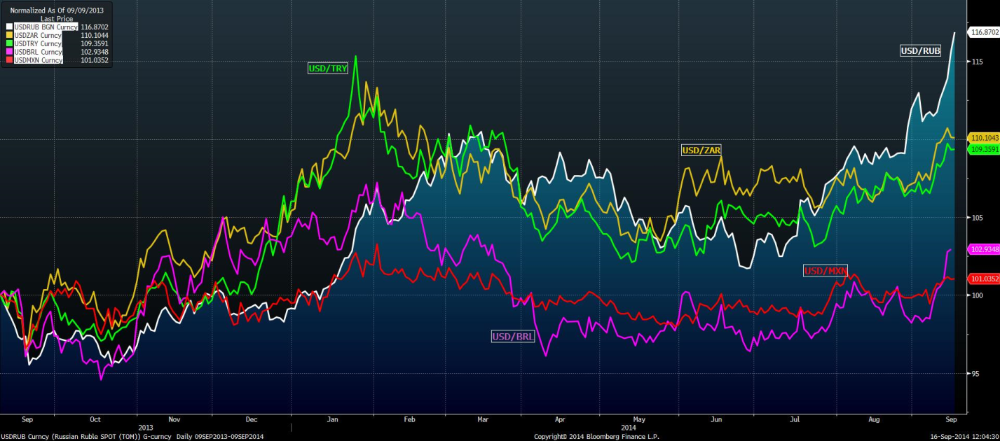 Normalized As Of 09/09/2013
Last Price
USDRUB BGN Curncy 116.8702
USDZAR Curncy 110.1044
USDTRY Curncy 109.3591
USDBRL Curncy 102.9348
USDMXN Curncy 101.0352
116.8702
USD/RUB
115
USD/TRY
110.1043
109.3591
USD/ZAR
105
102.9348
USD/MXN
101.0352
100
USD/BRL
95
Sep Oct Nov Dec Jan Feb Mar Apr May Jun Jul Aug Sep
2013 2014
USDRUB Curncy (Russian Ruble SPOT (TOM)) G-curncy Daily 09SEP2013-09SEP2014 Copyright© 2014 Bloomberg Finance L.P. 16-Sep-2014 12:04:30